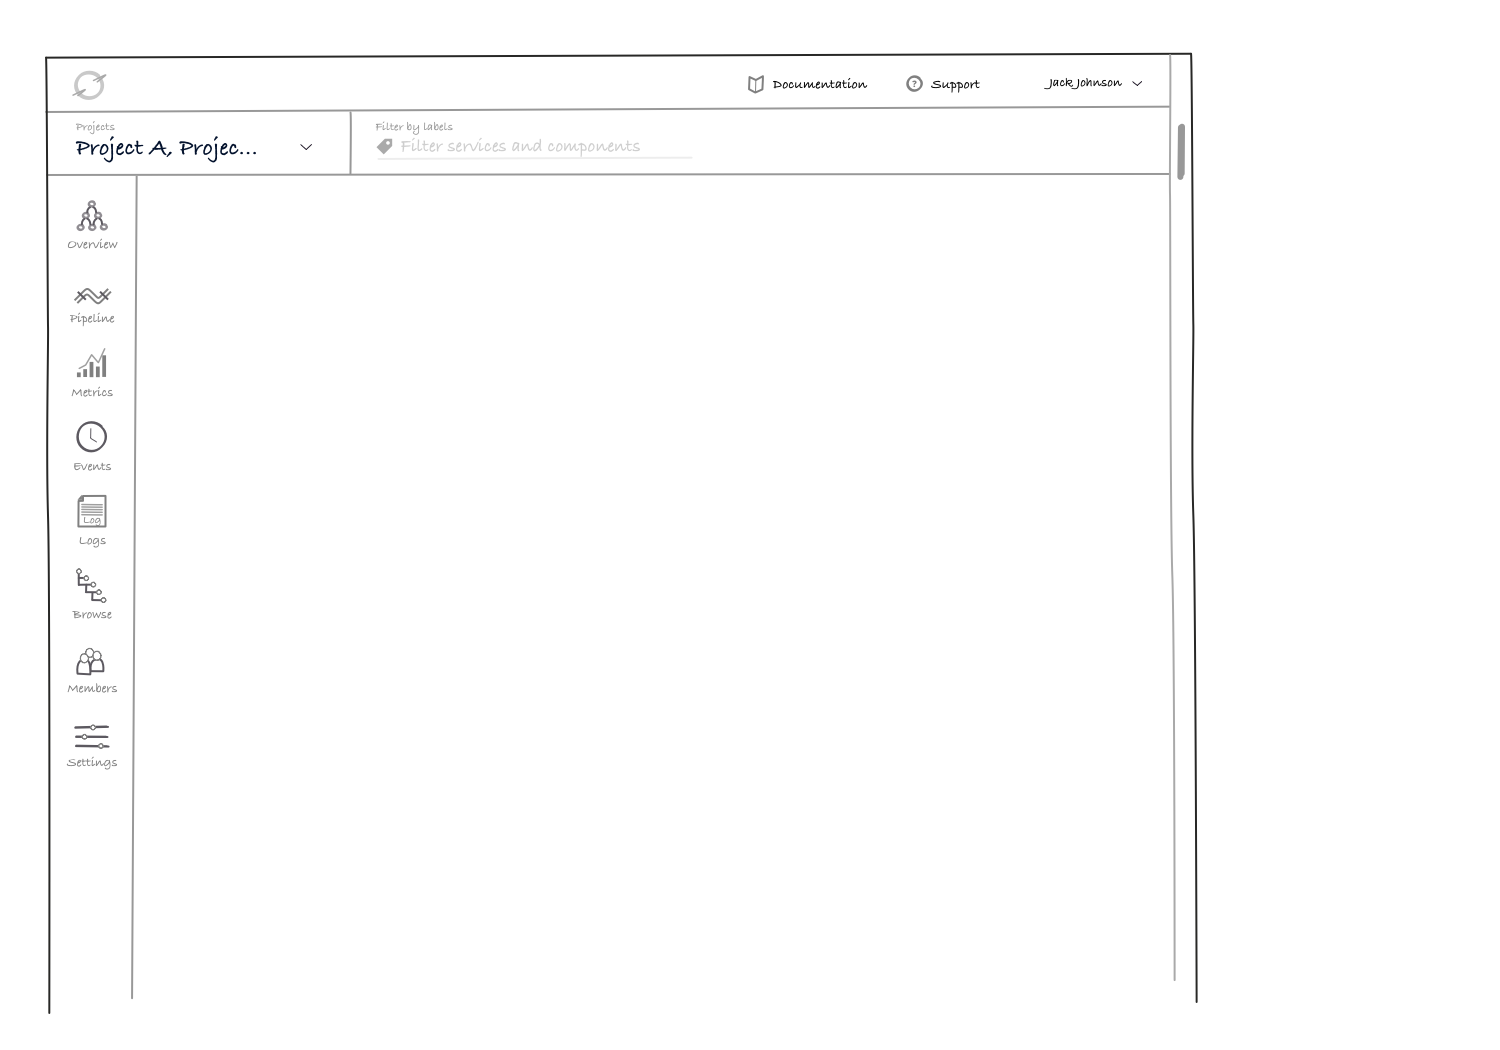 Documentation
? Support
Jack Johnson
Projects
Project A, Projec...
Filter by labels
Filter services and components
Overview
Pipeline
Metrics
Events
Log
Logs
Browse
Members
Settings